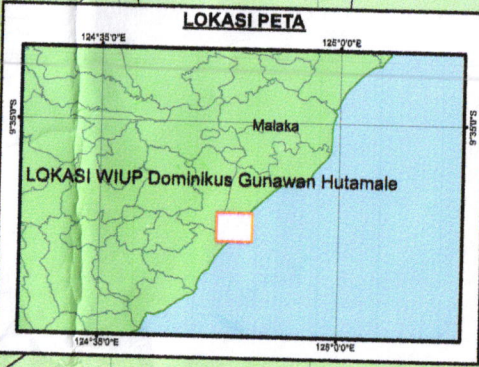 LOKASI PETA
124°35'0"E 125°0'0"E
9°35'0"S 9°35'0"S
Malaka
LOKASI WIUP Dominikus Gunawan Hutamale
124°35'0"E 125°0'0"E